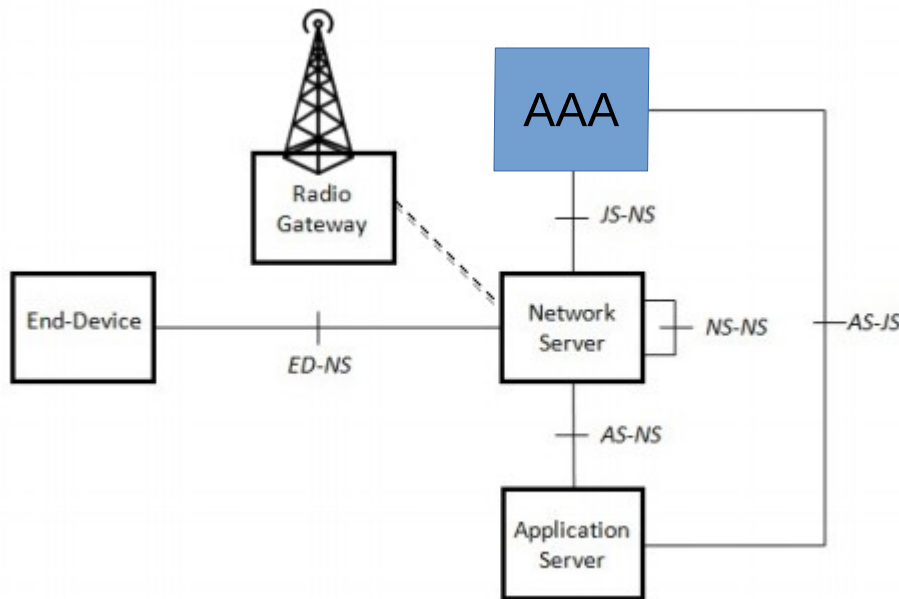 AAA
Radio
Gateway
JS-NS
End-Device
Network
Server
NS-NS
AS-JS
ED-NS
AS-NS
Application
Server